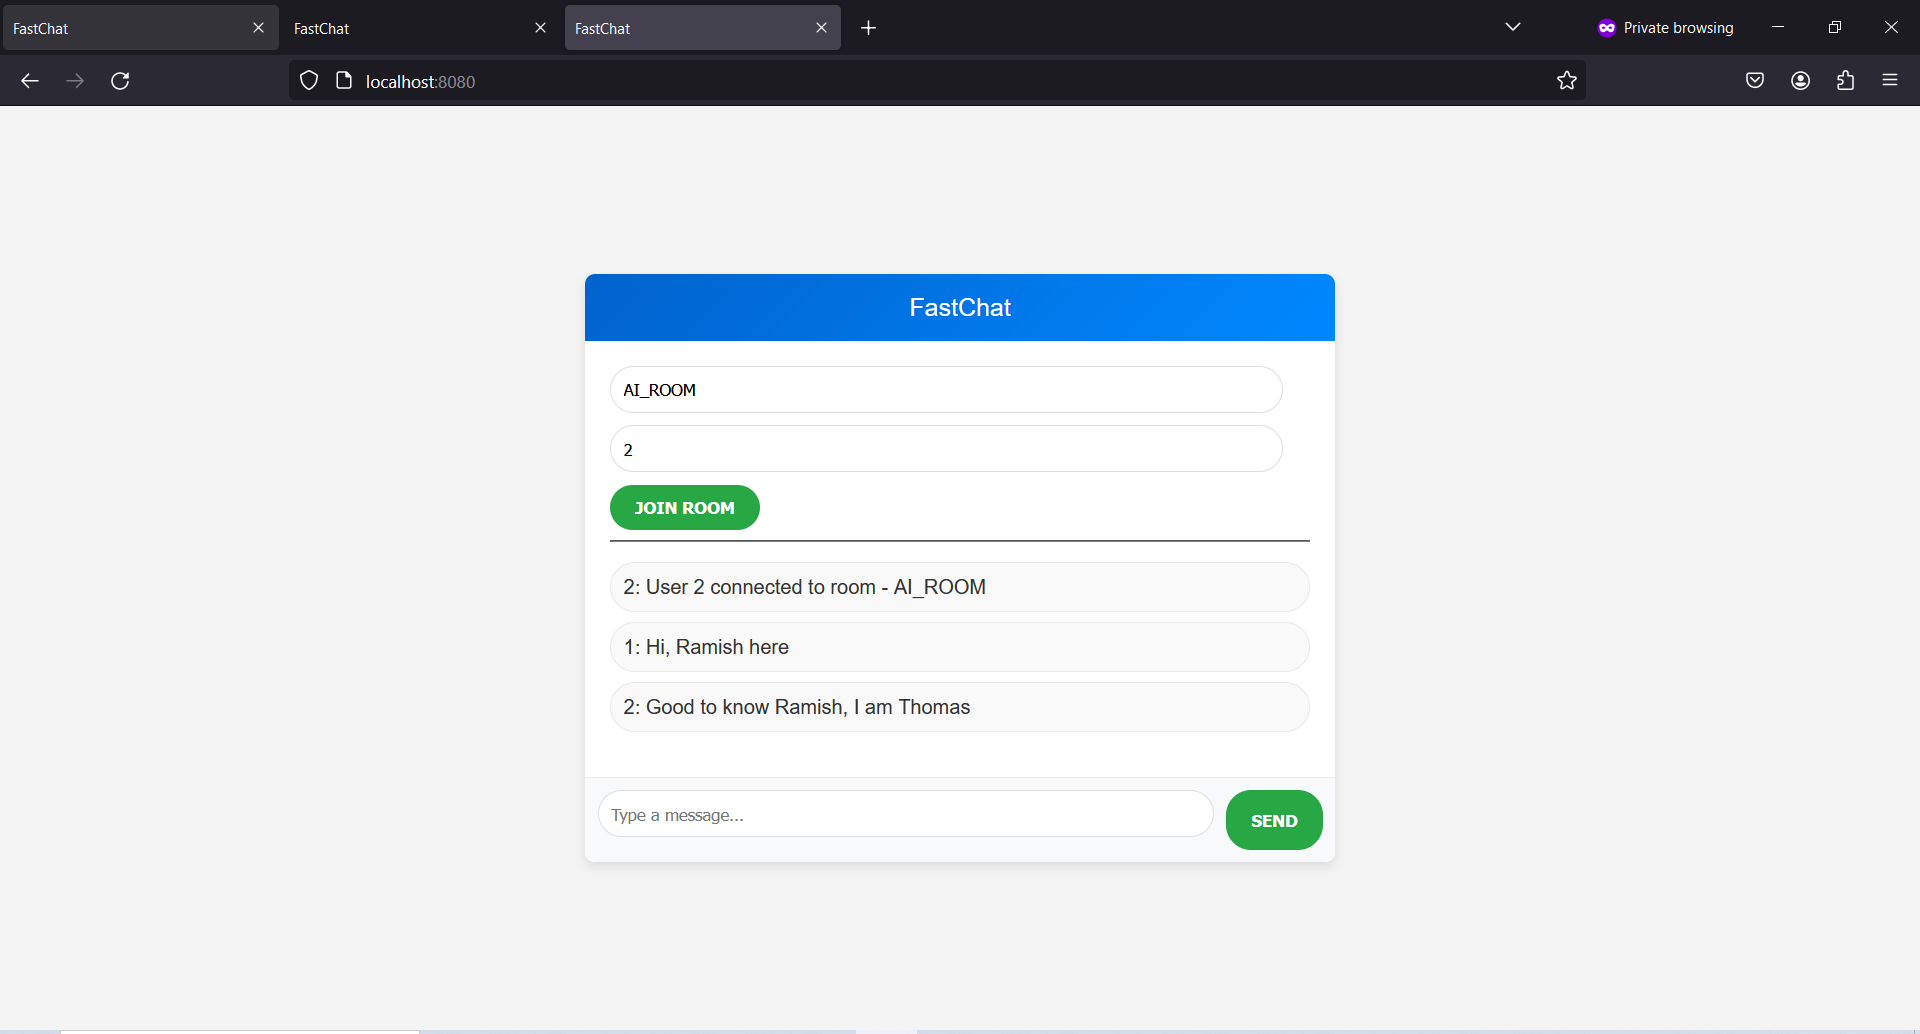 FastChat
FastChat
FastChat
Private browsing
localhost:8080
FastChat
AI_ROOM
2
JOIN ROOM
2: User 2 connected to room - AI_ROOM
1: Hi, Ramish here
2: Good to know Ramish, I am Thomas
Type a message...
SEND